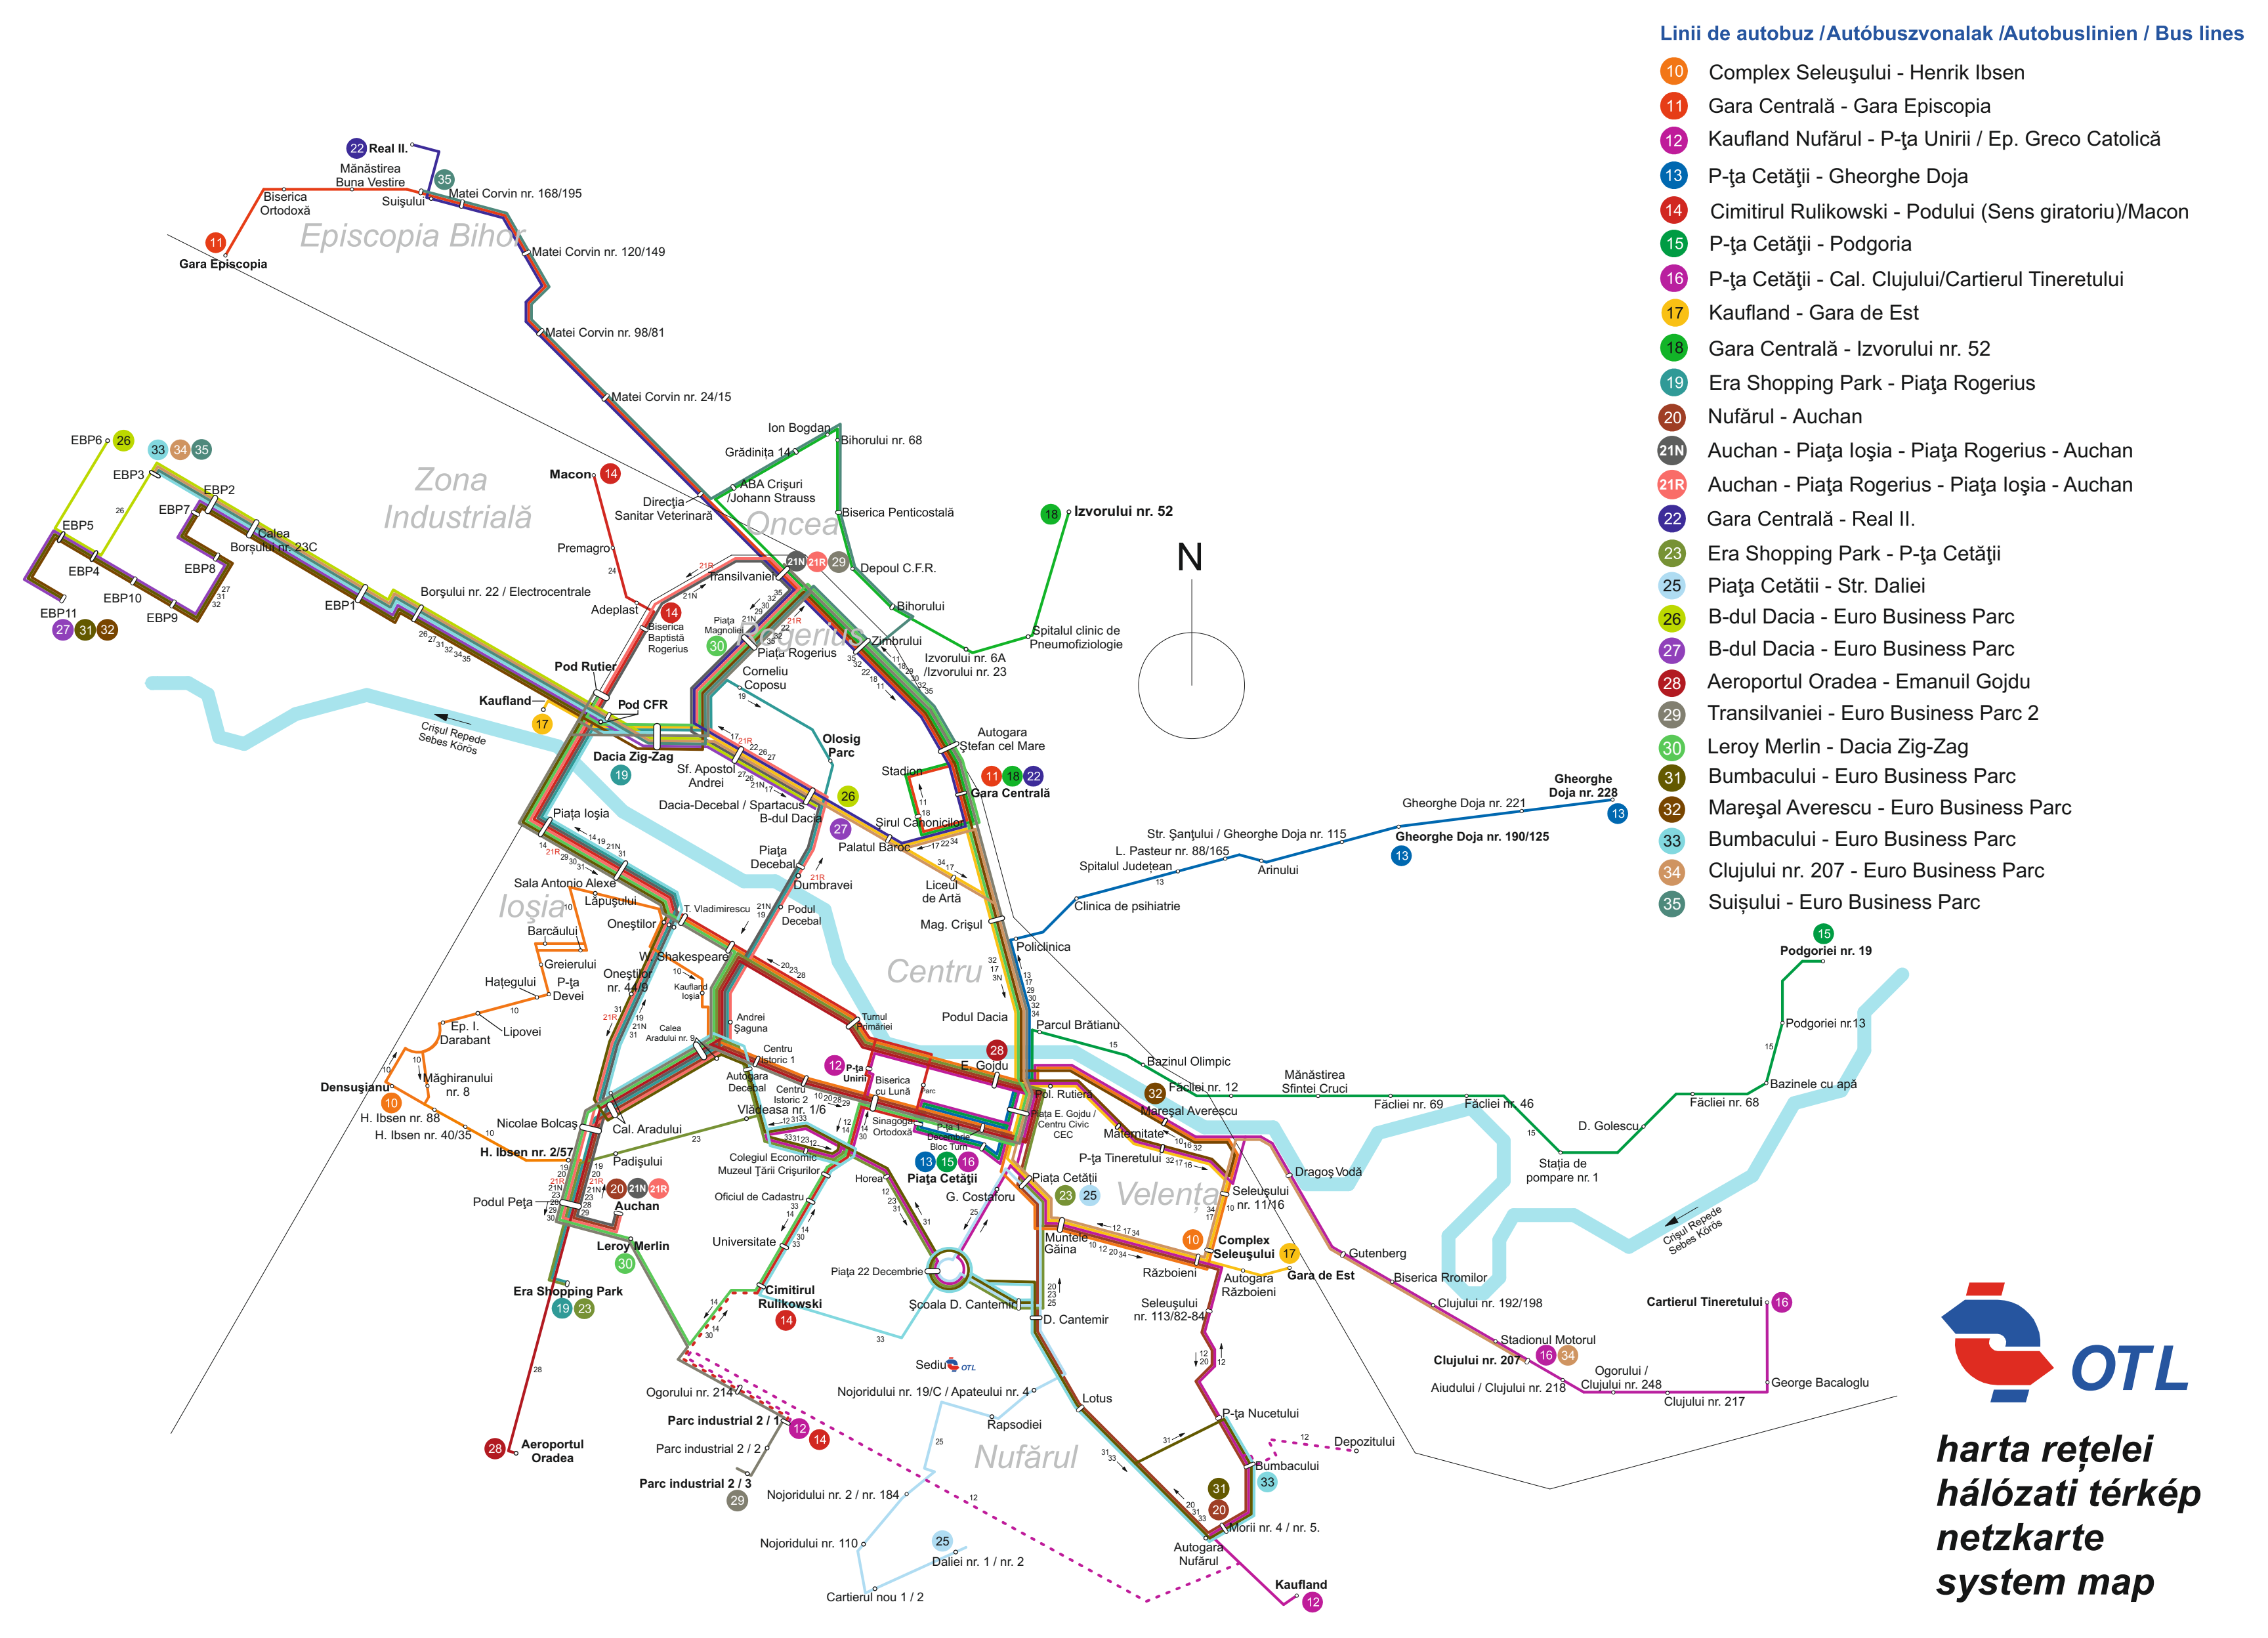 Linii de autobuz /Autóbuszvonalak /Autobuslinien / Bus lines
10 Complex Seleuşului - Henrik Ibsen
11 Gara Centrală - Gara Episcopia
12 Kaufland Nufărul - P-ţa Unirii / Ep. Greco Catolică
13 P-ţa Cetăţii - Gheorghe Doja
14 Cimitirul Rulikowski - Podului (Sens giratoriu)/Macon
15 P-ţa Cetăţii - Podgoria
16 P-ţa Cetăţii - Cal. Clujului/Cartierul Tineretului
17 Kaufland - Gara de Est
18 Gara Centrală - Izvorului nr. 52
19 Era Shopping Park - Piaţa Rogerius
20 Nufărul - Auchan
21N Auchan - Piaţa Ioşia - Piaţa Rogerius - Auchan
21R Auchan - Piaţa Rogerius - Piaţa Ioşia - Auchan
22 Gara Centrală - Real II.
23 Era Shopping Park - P-ţa Cetăţii
25 Piaţa Cetătii - Str. Daliei
26 B-dul Dacia - Euro Business Parc
27 B-dul Dacia - Euro Business Parc
28 Aeroportul Oradea - Emanuil Gojdu
29 Transilvaniei - Euro Business Parc 2
30 Leroy Merlin - Dacia Zig-Zag
31 Bumbacului - Euro Business Parc
32 Mareşal Averescu - Euro Business Parc
33 Bumbacului - Euro Business Parc
34 Clujului nr. 207 - Euro Business Parc
35 Suișului - Euro Business Parc
22 Real II.
Mănăstirea
Buna Vestire
35
Suişului
Matei Corvin nr. 168/195
Biserica
Ortodoxă
Episcopia Bihor
11
Gara Episcopia
Matei Corvin nr. 120/149
Matei Corvin nr. 98/81
Matei Corvin nr. 24/15
EBP6 26
33 34 35
EBP3
EBP2
EBP7
EBP5
EBP4
EBP8
EBP10
EBP9
EBP11
27 31 32
Calea
Borșului nr. 23C
EBP1
Borşului nr. 22 / Electrocentrale
Zona
Industrială
Macon 14
Premagro
Adeplast
14
Biserica
Baptistă
Rogerius
Direcţia
Sanitar Veterinară
Ion Bogdan
Grădinița 14
Bihorului nr. 68
ABA Crişuri
/Johann Strauss
Biserica Penticostală
Oncea
21N 21R 29
Transilvaniei
Depoul C.F.R.
Bihorului
18 Izvorului nr. 52
Spitalul clinic de
Pneumofiziologie
Izvorului nr. 6A
/Izvorului nr. 23
N
Piaţa
Magnoliei
30
Rogerius
Piața Rogerius
Zimbrului
Corneliu
Coposu
Pod Rutier
Kaufland
17
Pod CFR
Crişul Repede
Sebes Körös
Dacia Zig-Zag
19
Sf. Apostol
Andrei
Olosig
Parc
Dacia-Decebal / Spartacus
B-dul Dacia
26
27
Autogara
Ştefan cel Mare
Stadion
11 18 22
Gara Centrală
Şirul Canonicilor
Palatul Baroc
Liceul
de Artă
Mag. Crişul
Piața Ioşia
Piaţa
Decebal
Dumbravei
Podul
Decebal
Gheorghe
Doja nr. 228
13
Gheorghe Doja nr. 221
Gheorghe Doja nr. 190/125
13
Str. Şanţului / Gheorghe Doja nr. 115
L. Pasteur nr. 88/165
Arinului
Spitalul Județean
Clinica de psihiatrie
Policlinica
Sala Antonio Alexe
Ioşia
Lăpuşului
Oneştilor
T. Vladimirescu
W. Shakespeare
Barcăului
Greierului
Haţegului
P-ţa
Devei
Oneştilor
nr. 44/9
Kaufland
Ioşia
Lipovei
Ep. I.
Darabant
Densuşianu
10
Măghiranului
nr. 8
H. Ibsen nr. 88
H. Ibsen nr. 40/35
H. Ibsen nr. 2/57
Nicolae Bolcaş
Cal. Aradului
Padişului
Calea
Aradului nr. 9
Andrei
Şaguna
Centru
Podul Dacia
Turnul
Primăriei
Centru
Istoric 1
Autogara
Decebal
Centru
Istoric 2
12
P-ţa
Unirii
Biserica
cu Lună
Parc
28
E. Gojdu
Parcul Brătianu
Bazinul Olimpic
Făcliei nr. 12
Mănăstirea
Sfintei Cruci
Făcliei nr. 69
Făcliei nr. 46
Făcliei nr. 68
Bazinele cu apă
Podgoriei nr.13
15
Podgoriei nr. 19
D. Golescu
Stația de
pompare nr. 1
Pol. Rutieră
32
Mareşal Averescu
Piața E. Gojdu /
Centru Civic
CEC
Maternitate
P-ţa Tineretului
Vlădeasa nr. 1/6
Sinagoga
Ortodoxă
P-ţa 1
Decembrie
Bloc Turn
13 15 16
Piaţa Cetăţii
Colegiul Economic
Muzeul Țării Crişurilor
Horea
G. Costaforu
Piața Cetății
23 25
Velența
Seleuşului
nr. 11/16
Dragoş Vodă
Oficiul de Cadastru
Universitate
Podul Peţa
20 21N 21R
Auchan
Leroy Merlin
30
Era Shopping Park
19 23
Cimitirul
Rulikowski
14
Piaţa 22 Decembrie
Şcoala D. Cantemir
D. Cantemir
Muntele
Găina
10
Complex
Seleuşului
17
Gara de Est
Războieni
Autogara
Războieni
Seleuşului
nr. 113/82-84
Gutenberg
Biserica Rromilor
Clujului nr. 192/198
Stadionul Motorul
16 34
Clujului nr. 207
Aiudului / Clujului nr. 218
Ogorului /
Clujului nr. 248
Clujului nr. 217
George Bacaloglu
Cartierul Tineretului 16
Crişul Repede
Sebes Körös
Sediu OTL
Nojoridului nr. 19/C / Apateului nr. 4
Rapsodiei
Lotus
Nufărul
P-ţa Nucetului
Depozitului
Bumbacului
33
31
20
Morii nr. 4 / nr. 5.
Autogara
Nufărul
Kaufland
12
Ogorului nr. 214
Parc industrial 2 / 1
12
14
Parc industrial 2 / 2
Parc industrial 2 / 3
29
28
Aeroportul
Oradea
Nojoridului nr. 2 / nr. 184
Nojoridului nr. 110
25
Daliei nr. 1 / nr. 2
Cartierul nou 1 / 2
OTL
harta rețelei
hálózati térkép
netzkarte
system map